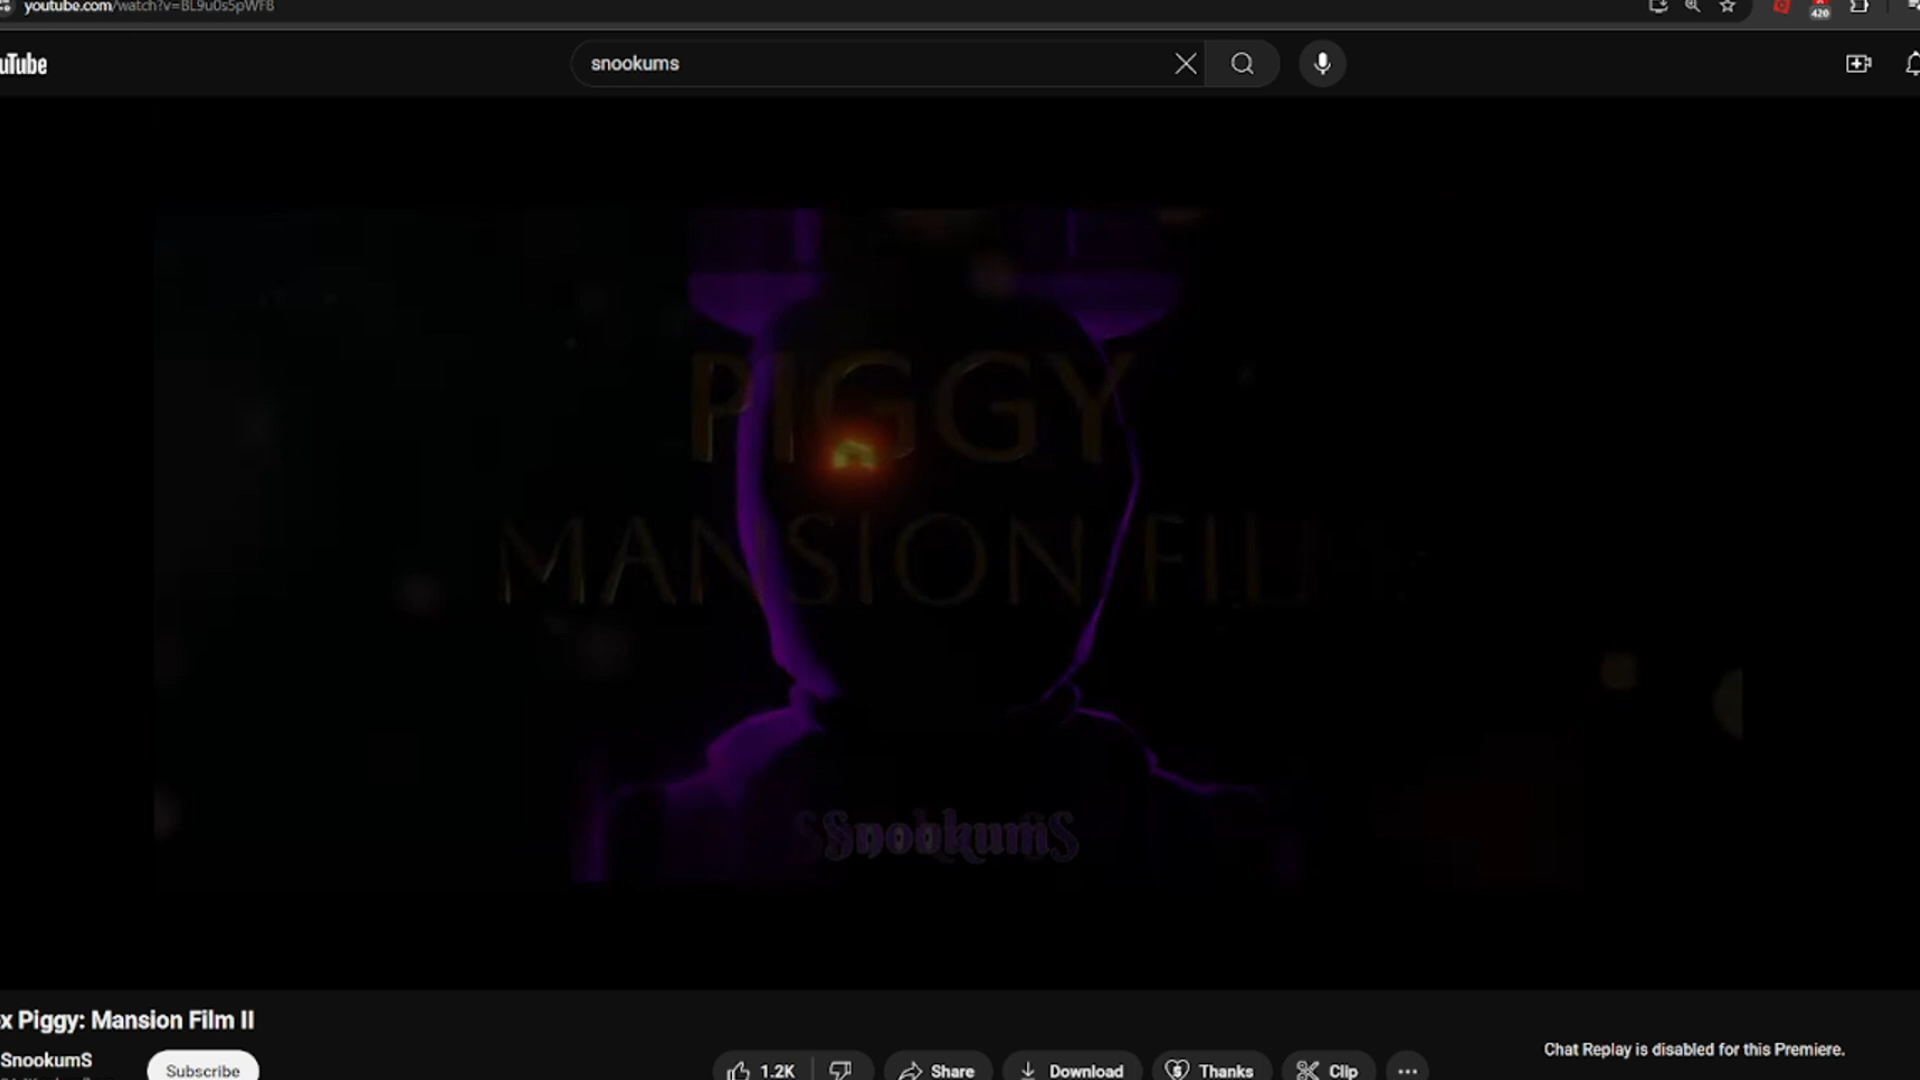 youtube.com/watch?v=BL9u0s5pWF8
420
uTube
snookums
PIGGY
MANSION FIL
SnookumS
x Piggy: Mansion Film II
SnookumS
Subscribe
1.2K
Share
Download
Thanks
Clip
Chat Replay is disabled for this Premiere.